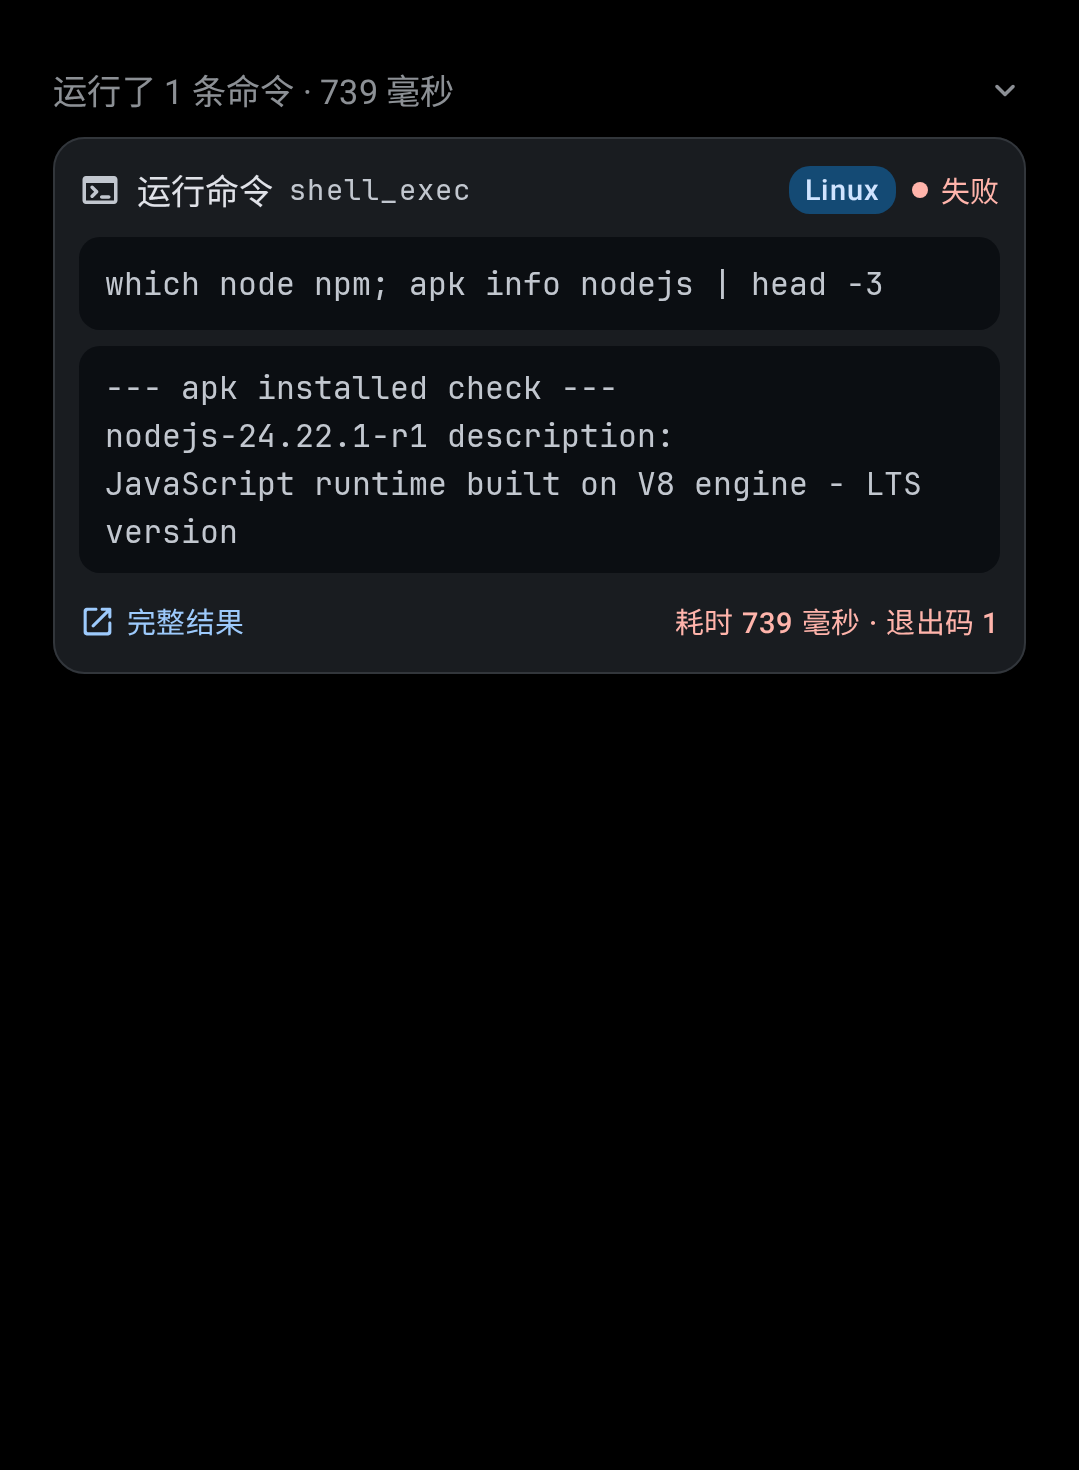 运行了 1 条命令 · 739 毫秒
运行命令 shell_exec Linux 失败
which node npm; apk info nodejs | head -3
--- apk installed check ---
nodejs-24.22.1-r1 description:
JavaScript runtime built on V8 engine - LTS
version
完整结果 耗时 739 毫秒 · 退出码 1